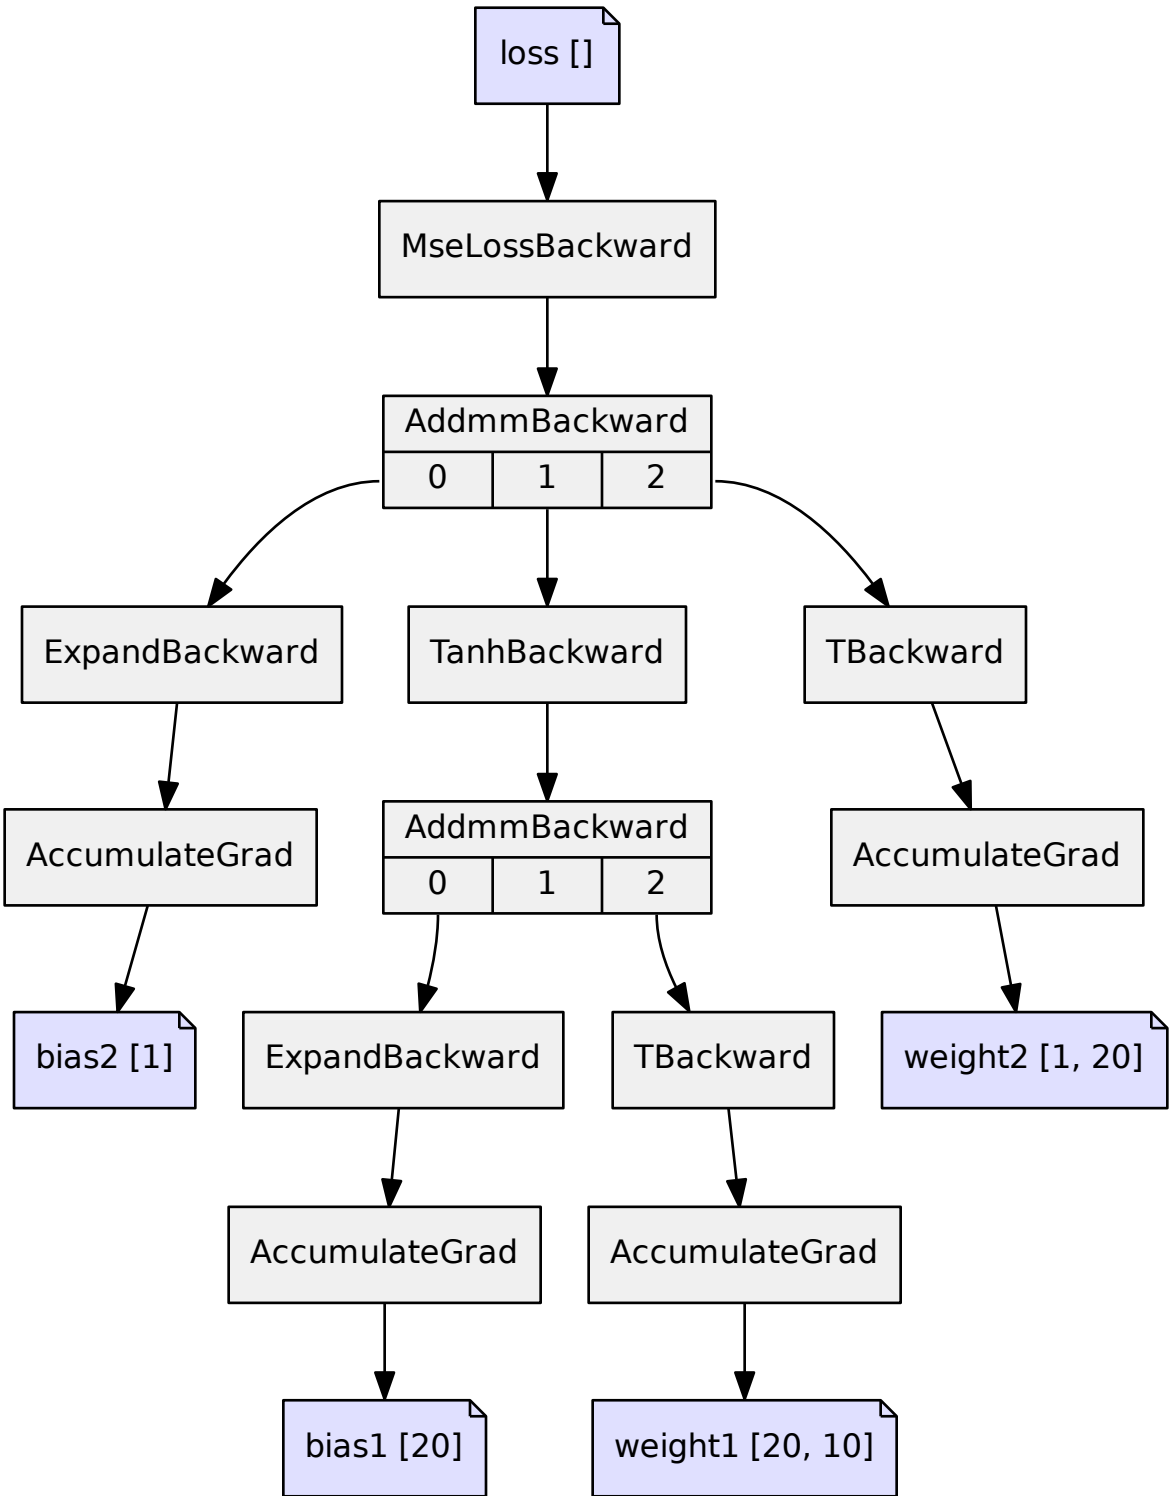 loss []
MseLossBackward
AddmmBackward
0 1 2
ExpandBackward TanhBackward TBackward
AccumulateGrad AddmmBackward AccumulateGrad
0 1 2
bias2 [1] ExpandBackward TBackward weight2 [1, 20]
AccumulateGrad AccumulateGrad
bias1 [20] weight1 [20, 10]